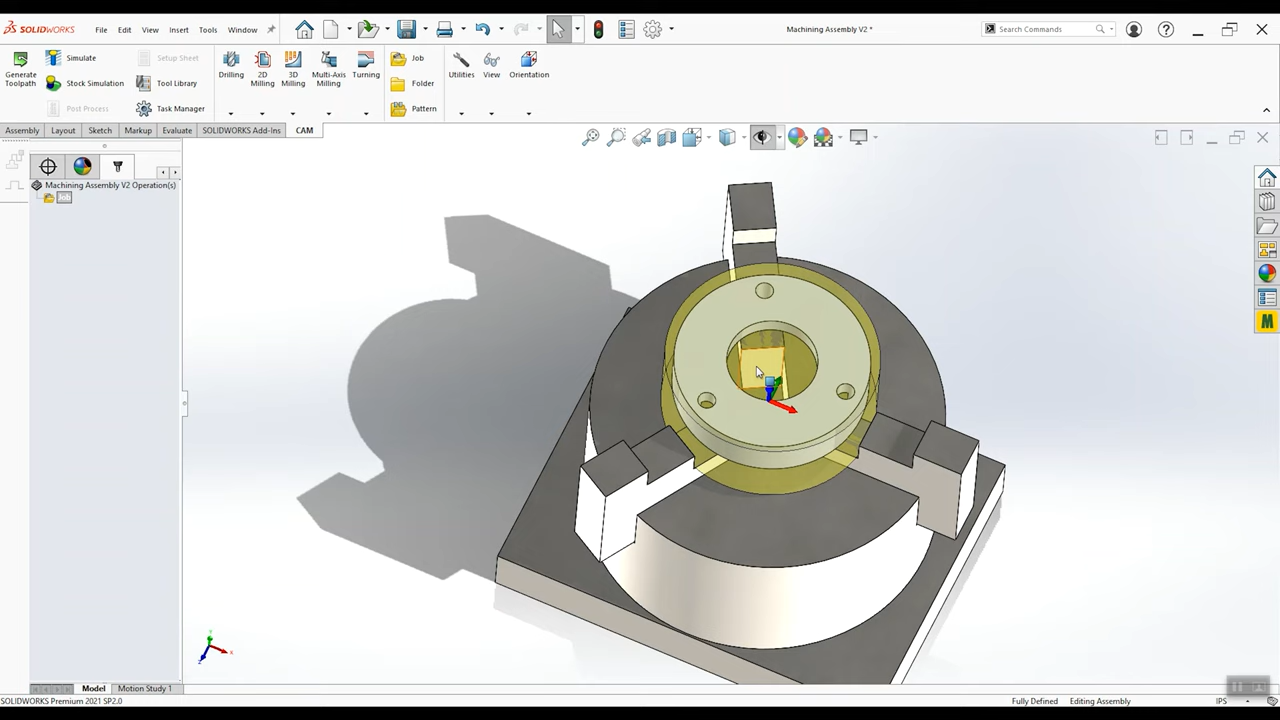 SOLIDWORKS File Edit View Insert Tools Window Machining Assembly V2 * Search Commands
Generate Toolpath
Simulate
Stock Simulation
Post Process
Setup Sheet
Tool Library
Task Manager
Drilling
2D Milling
3D Milling
Multi-Axis Milling
Turning
Job
Folder
Pattern
Utilities
View
Orientation
Assembly Layout Sketch Markup Evaluate SOLIDWORKS Add-Ins CAM
Machining Assembly V2 Operation(s)
Job
M
Model Motion Study 1
SOLIDWORKS Premium 2021 SP2.0 Fully Defined Editing Assembly IPS